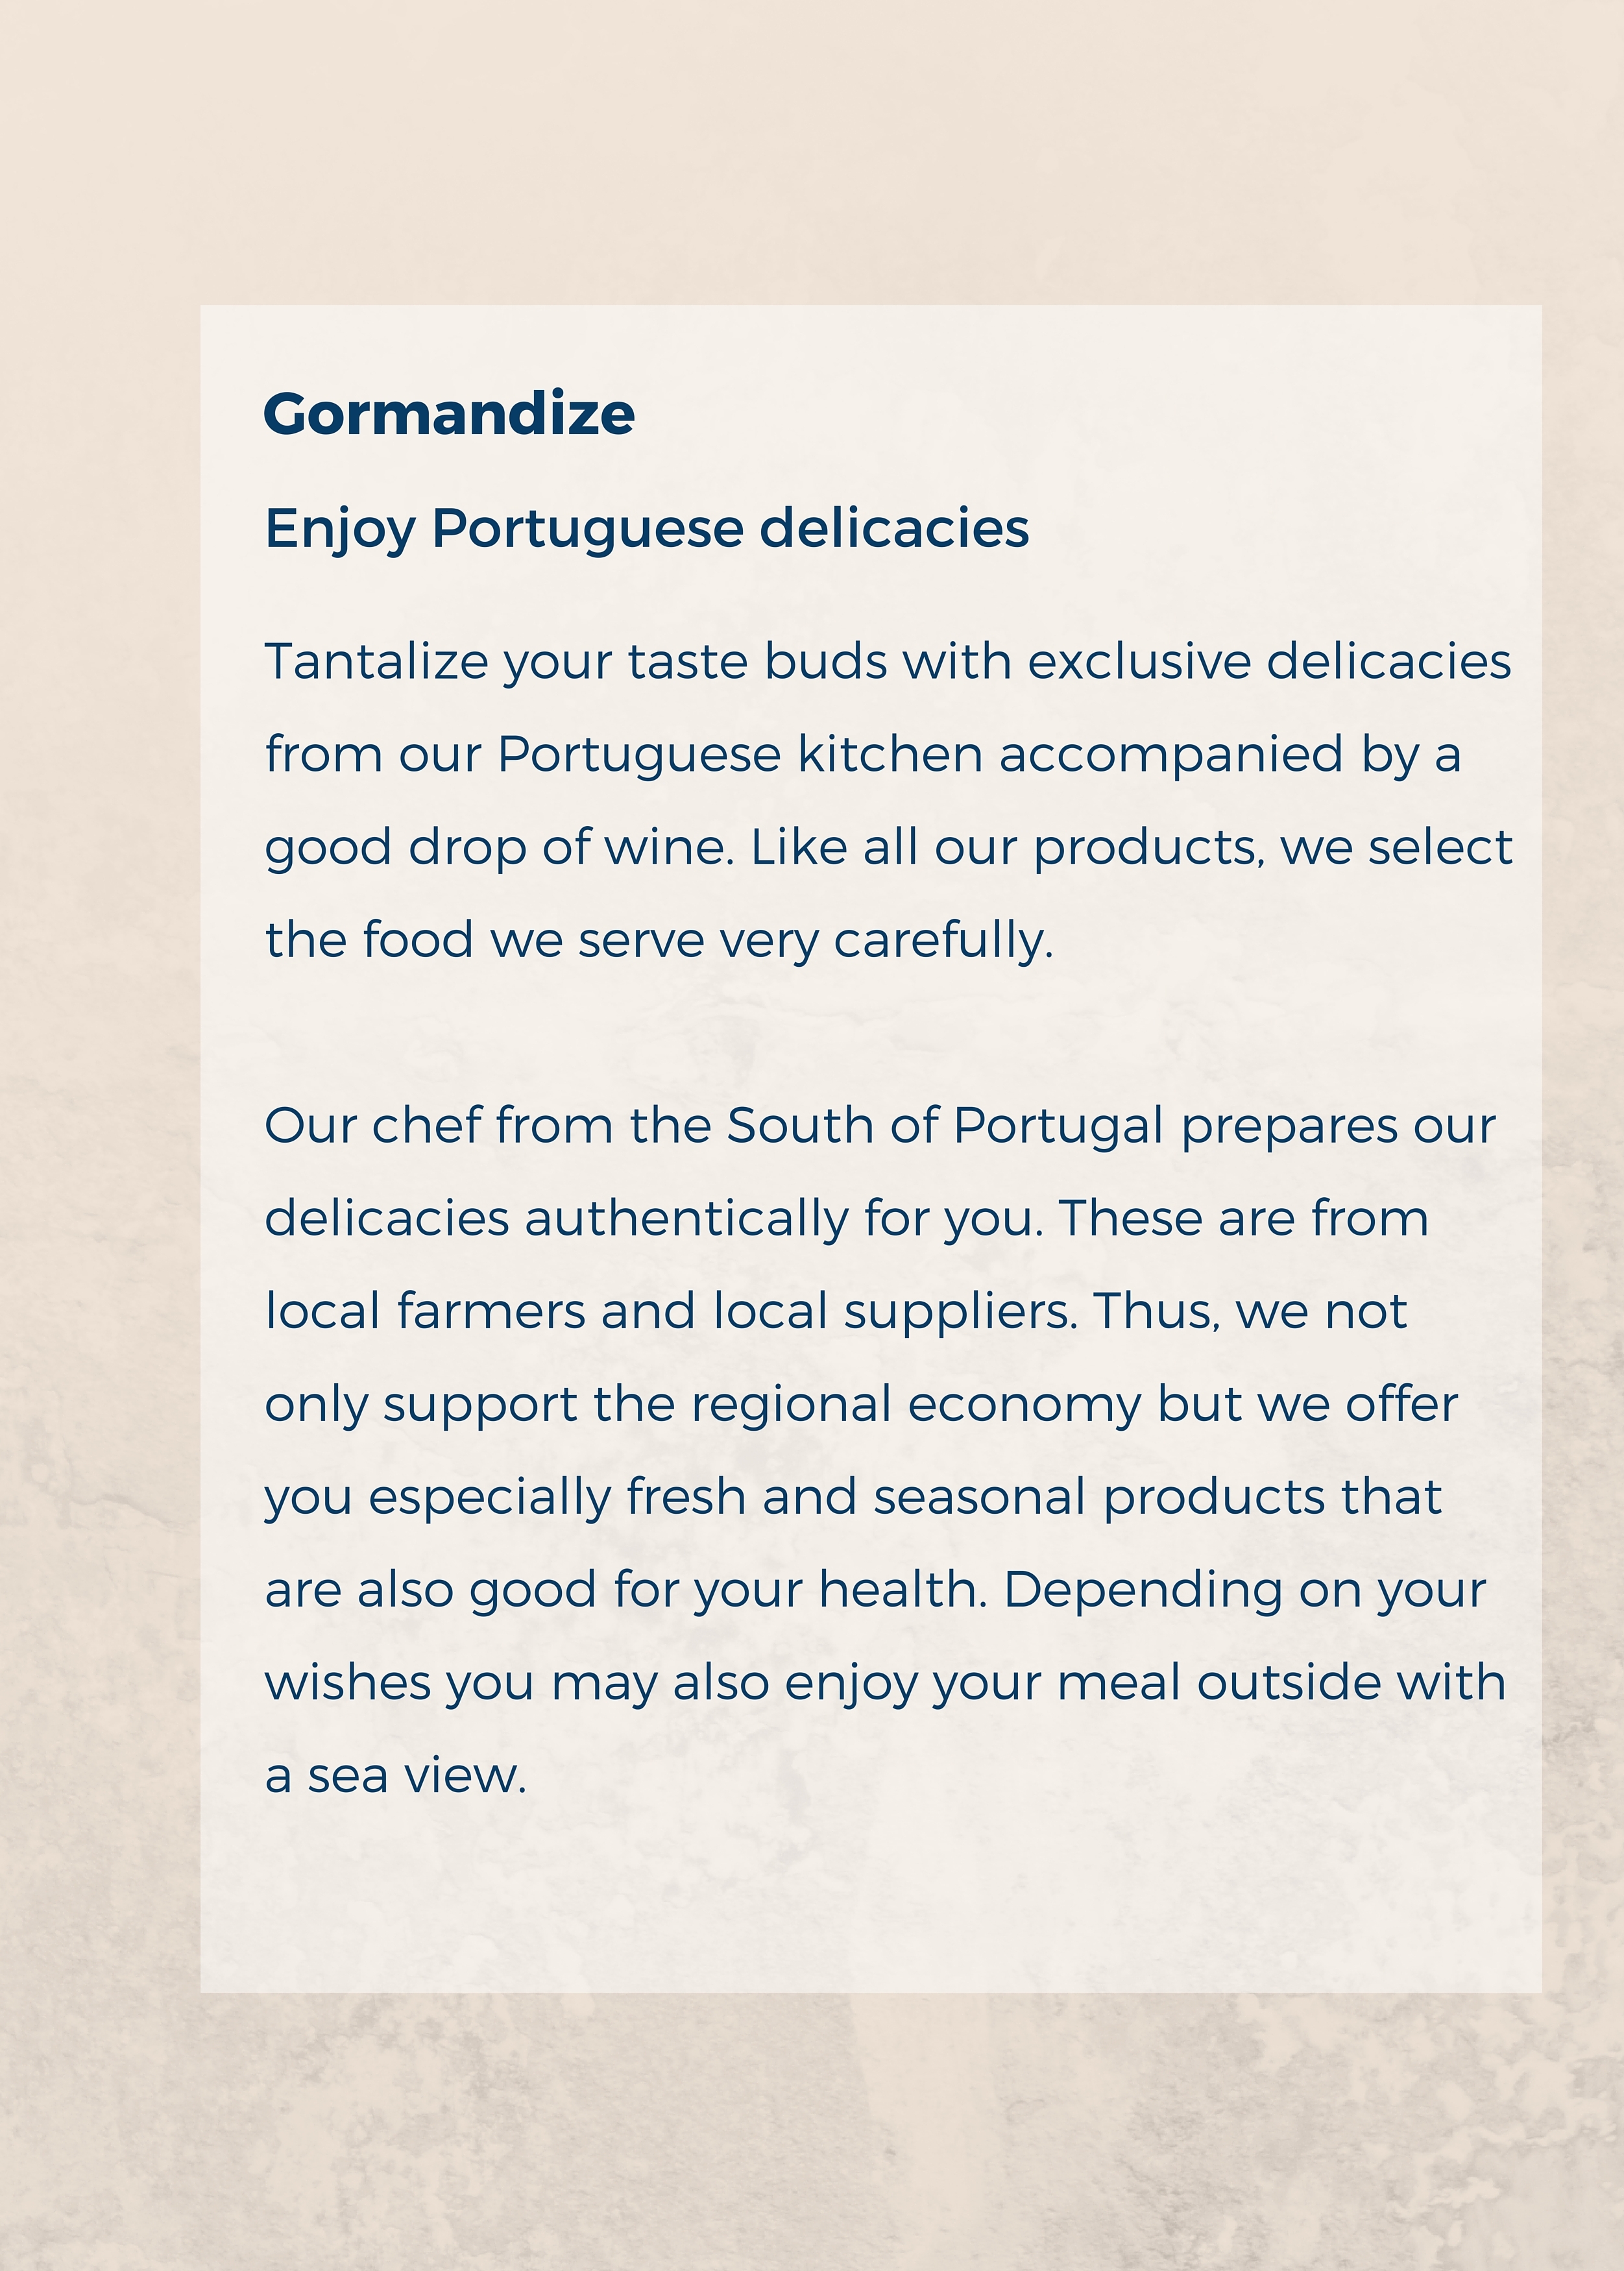 Gormandize
Enjoy Portuguese delicacies
Tantalize your taste buds with exclusive delicacies
from our Portuguese kitchen accompanied by a
good drop of wine. Like all our products, we select
the food we serve very carefully.
Our chef from the South of Portugal prepares our
delicacies authentically for you. These are from
local farmers and local suppliers. Thus, we not
only support the regional economy but we offer
you especially fresh and seasonal products that
are also good for your health. Depending on your
wishes you may also enjoy your meal outside with
a sea view.